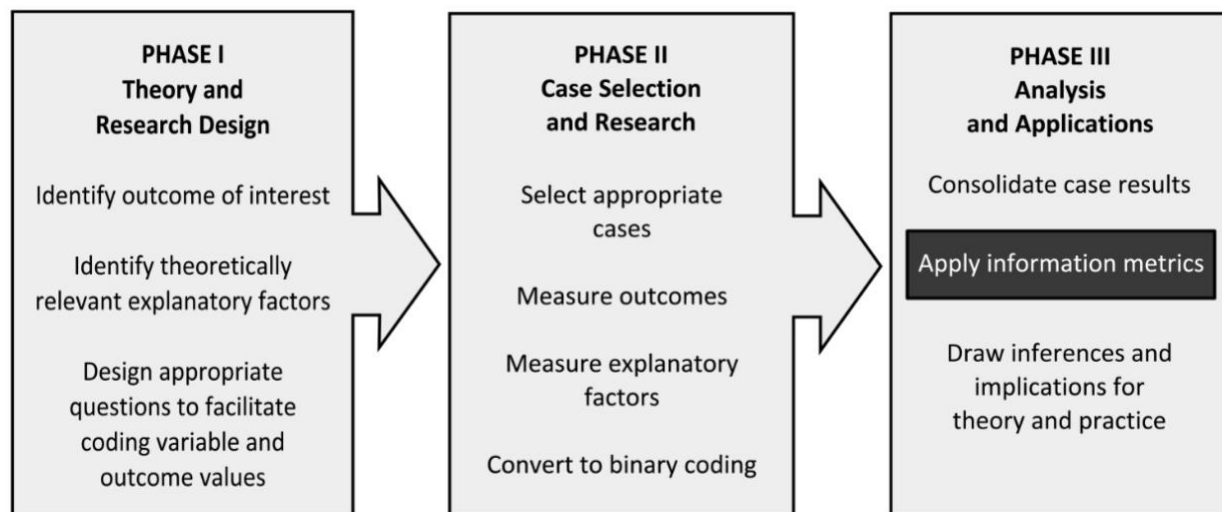 PHASE I
Theory and
Research Design
Identify outcome of interest
Identify theoretically
relevant explanatory factors
Design appropriate
questions to facilitate
coding variable and
outcome values
PHASE II
Case Selection
and Research
Select appropriate
cases
Measure outcomes
Measure explanatory
factors
Convert to binary coding
PHASE III
Analysis
and Applications
Consolidate case results
Apply information metrics
Draw inferences and
implications for
theory and practice